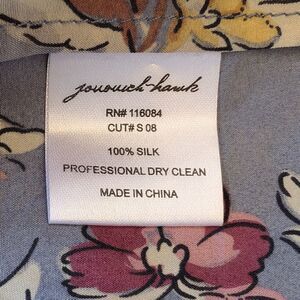 jovovich-hawk
RN# 116084
CUT# S 08
100% SILK
PROFESSIONAL DRY CLEAN
MADE IN CHINA